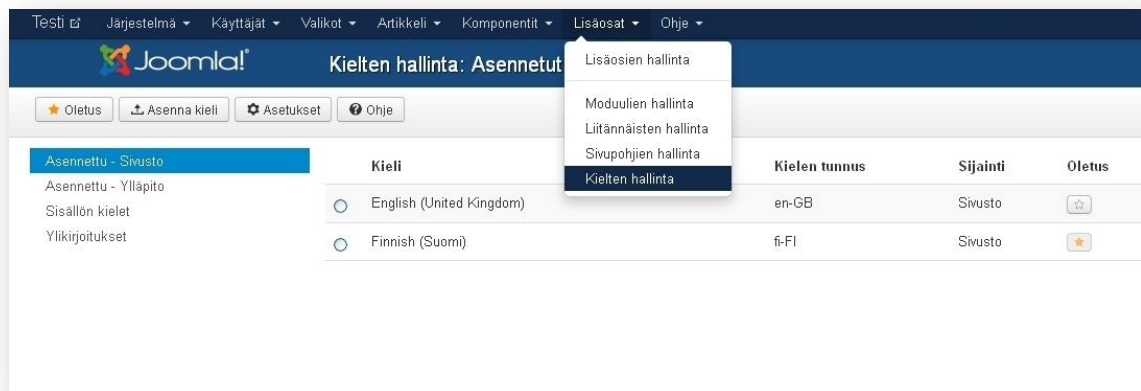 Testi Järjestelmä Käyttäjät Valikot Artikkeli Komponentit Lisäosat Ohje
Joomla!
Kielten hallinta: Asennetut
Lisäosien hallinta
Moduulien hallinta
Liitännäisten hallinta
Sivupohjien hallinta
Kielten hallinta
Oletus Asenna kieli Asetukset Ohje
Asennettu - Sivusto
Asennettu - Ylläpito
Sisällön kielet
Ylikirjoitukset
Kieli Kielen tunnus Sijainti Oletus
English (United Kingdom) en-GB Sivusto
Finnish (Suomi) fi-FI Sivusto